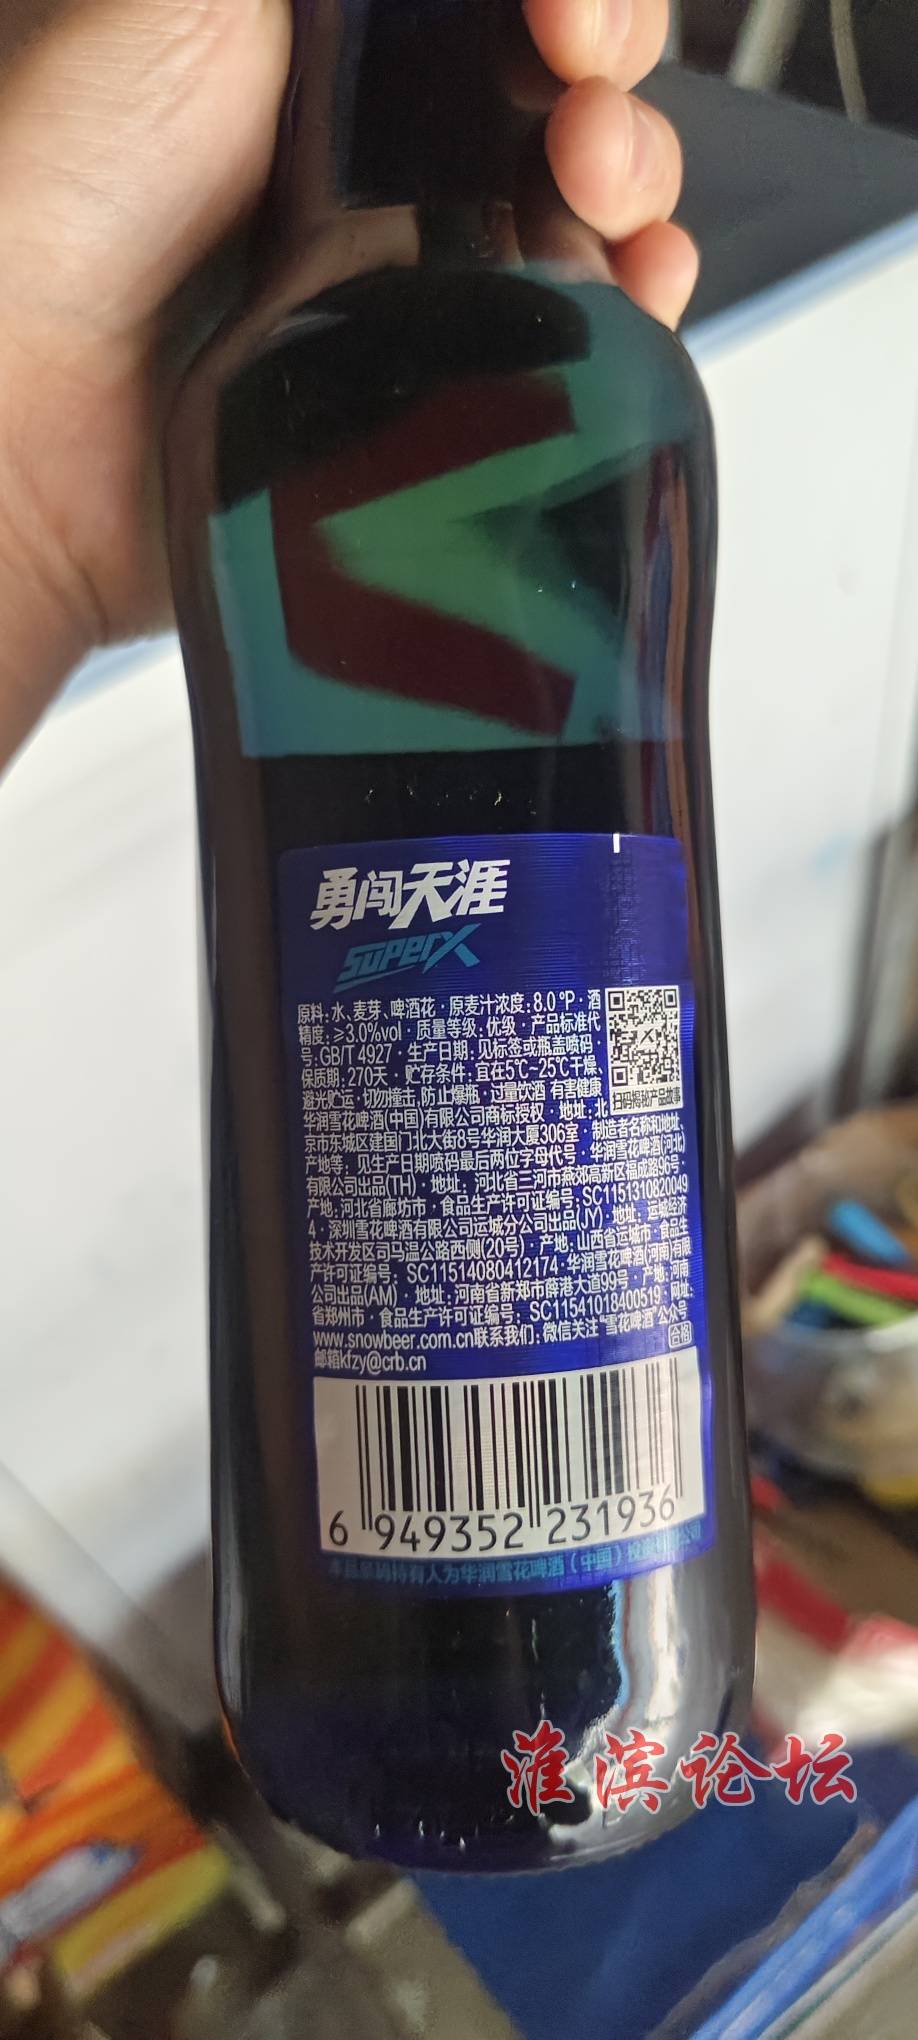 勇闯天涯
superX
原料:水、麦芽、啤酒花·原麦汁浓度:8.0°P·酒
精度:≥3.0%vol·质量等级:优级·产品标准代
号:GB/T 4927·生产日期:见标签或瓶盖喷码·
保质期:270天·贮存条件:宜在5℃~25℃干燥、
避光贮运·切勿撞击,防止爆瓶·过量饮酒 有害健康
扫码揭秘产品故事
华润雪花啤酒(中国)有限公司商标授权·地址:北
京市东城区建国门北大街8号华润大厦306室·制造者名称和地址、
产地等:见生产日期喷码最后两位字母代号·华润雪花啤酒(河北)
有限公司出品(TH)·地址:河北省三河市燕郊高新区福成路96号·
产地:河北省廊坊市·食品生产许可证编号:SC1151310820049
4·深圳雪花啤酒有限公司运城分公司出品(JY)·地址:运城经济
技术开发区司马温公路西侧(20号)·产地:山西省运城市·食品生
产许可证编号:SC11514080412174·华润雪花啤酒(河南)有限
公司出品(AM)·地址:河南省新郑市薛港大道99号·产地:河南
省郑州市·食品生产许可证编号:SC11541018400519·网址:
www.snowbeer.com.cn联系我们:微信关注"雪花啤酒"公众号
邮箱kfzy@crb.cn
合格
6 949352 231936
持有人为华润雪花啤酒(中国)
淮滨论坛